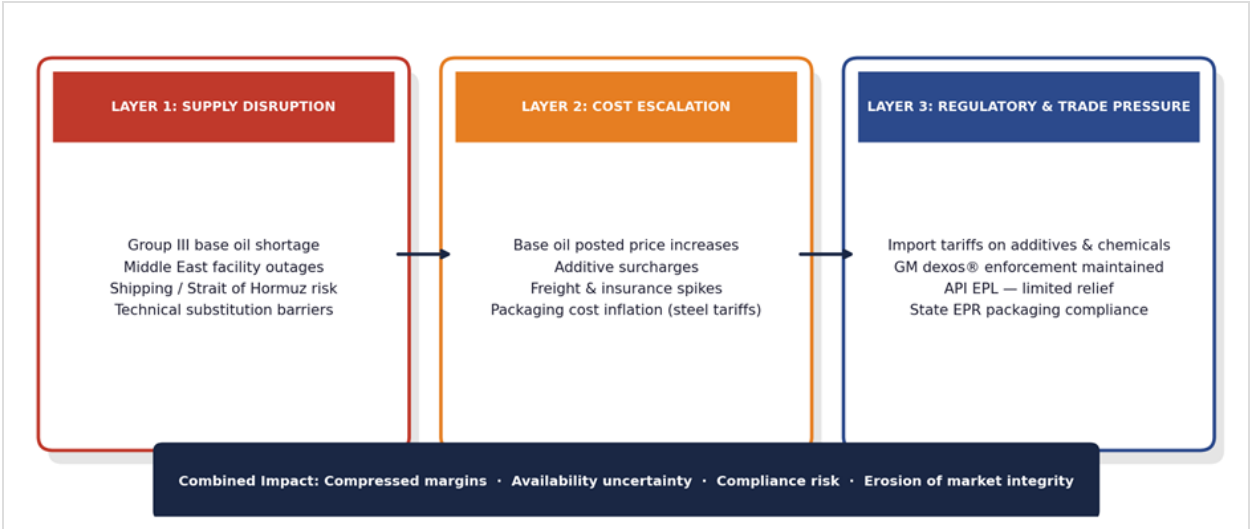 LAYER 1: SUPPLY DISRUPTION
Group III base oil shortage
Middle East facility outages
Shipping / Strait of Hormuz risk
Technical substitution barriers
LAYER 2: COST ESCALATION
Base oil posted price increases
Additive surcharges
Freight & insurance spikes
Packaging cost inflation (steel tariffs)
LAYER 3: REGULATORY & TRADE PRESSURE
Import tariffs on additives & chemicals
GM dexos® enforcement maintained
API EPL — limited relief
State EPR packaging compliance
Combined Impact: Compressed margins · Availability uncertainty · Compliance risk · Erosion of market integrity